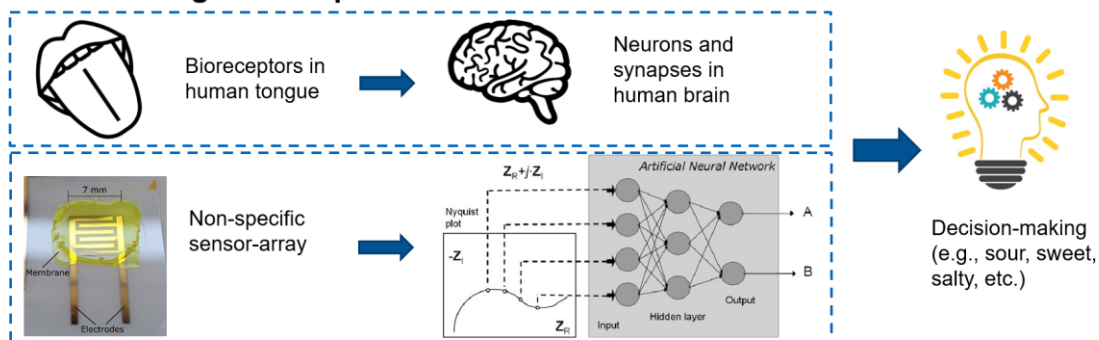 Bioreceptors in
human tongue
Neurons and
synapses in
human brain
7 mm
Membrane
Electrodes
Non-specific
sensor-array
Z_R+j·Z_I
Nyquist
plot
-Z_I
Z_R
Artificial Neural Network
Input
Hidden layer
Output
A
B
Decision-making
(e.g., sour, sweet,
salty, etc.)